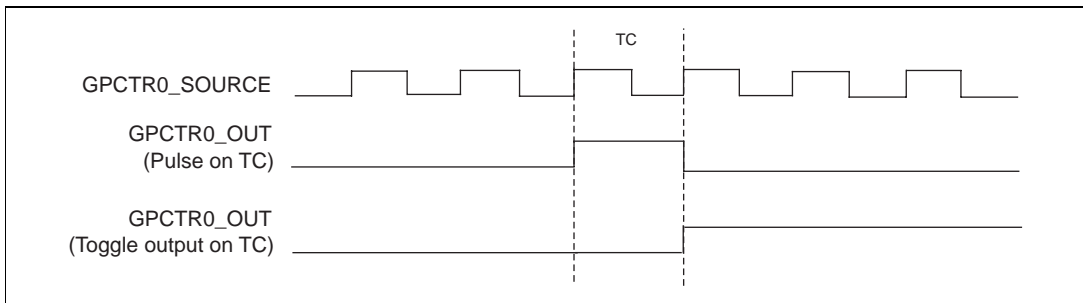 TC
GPCTR0_SOURCE
GPCTR0_OUT
(Pulse on TC)
GPCTR0_OUT
(Toggle output on TC)